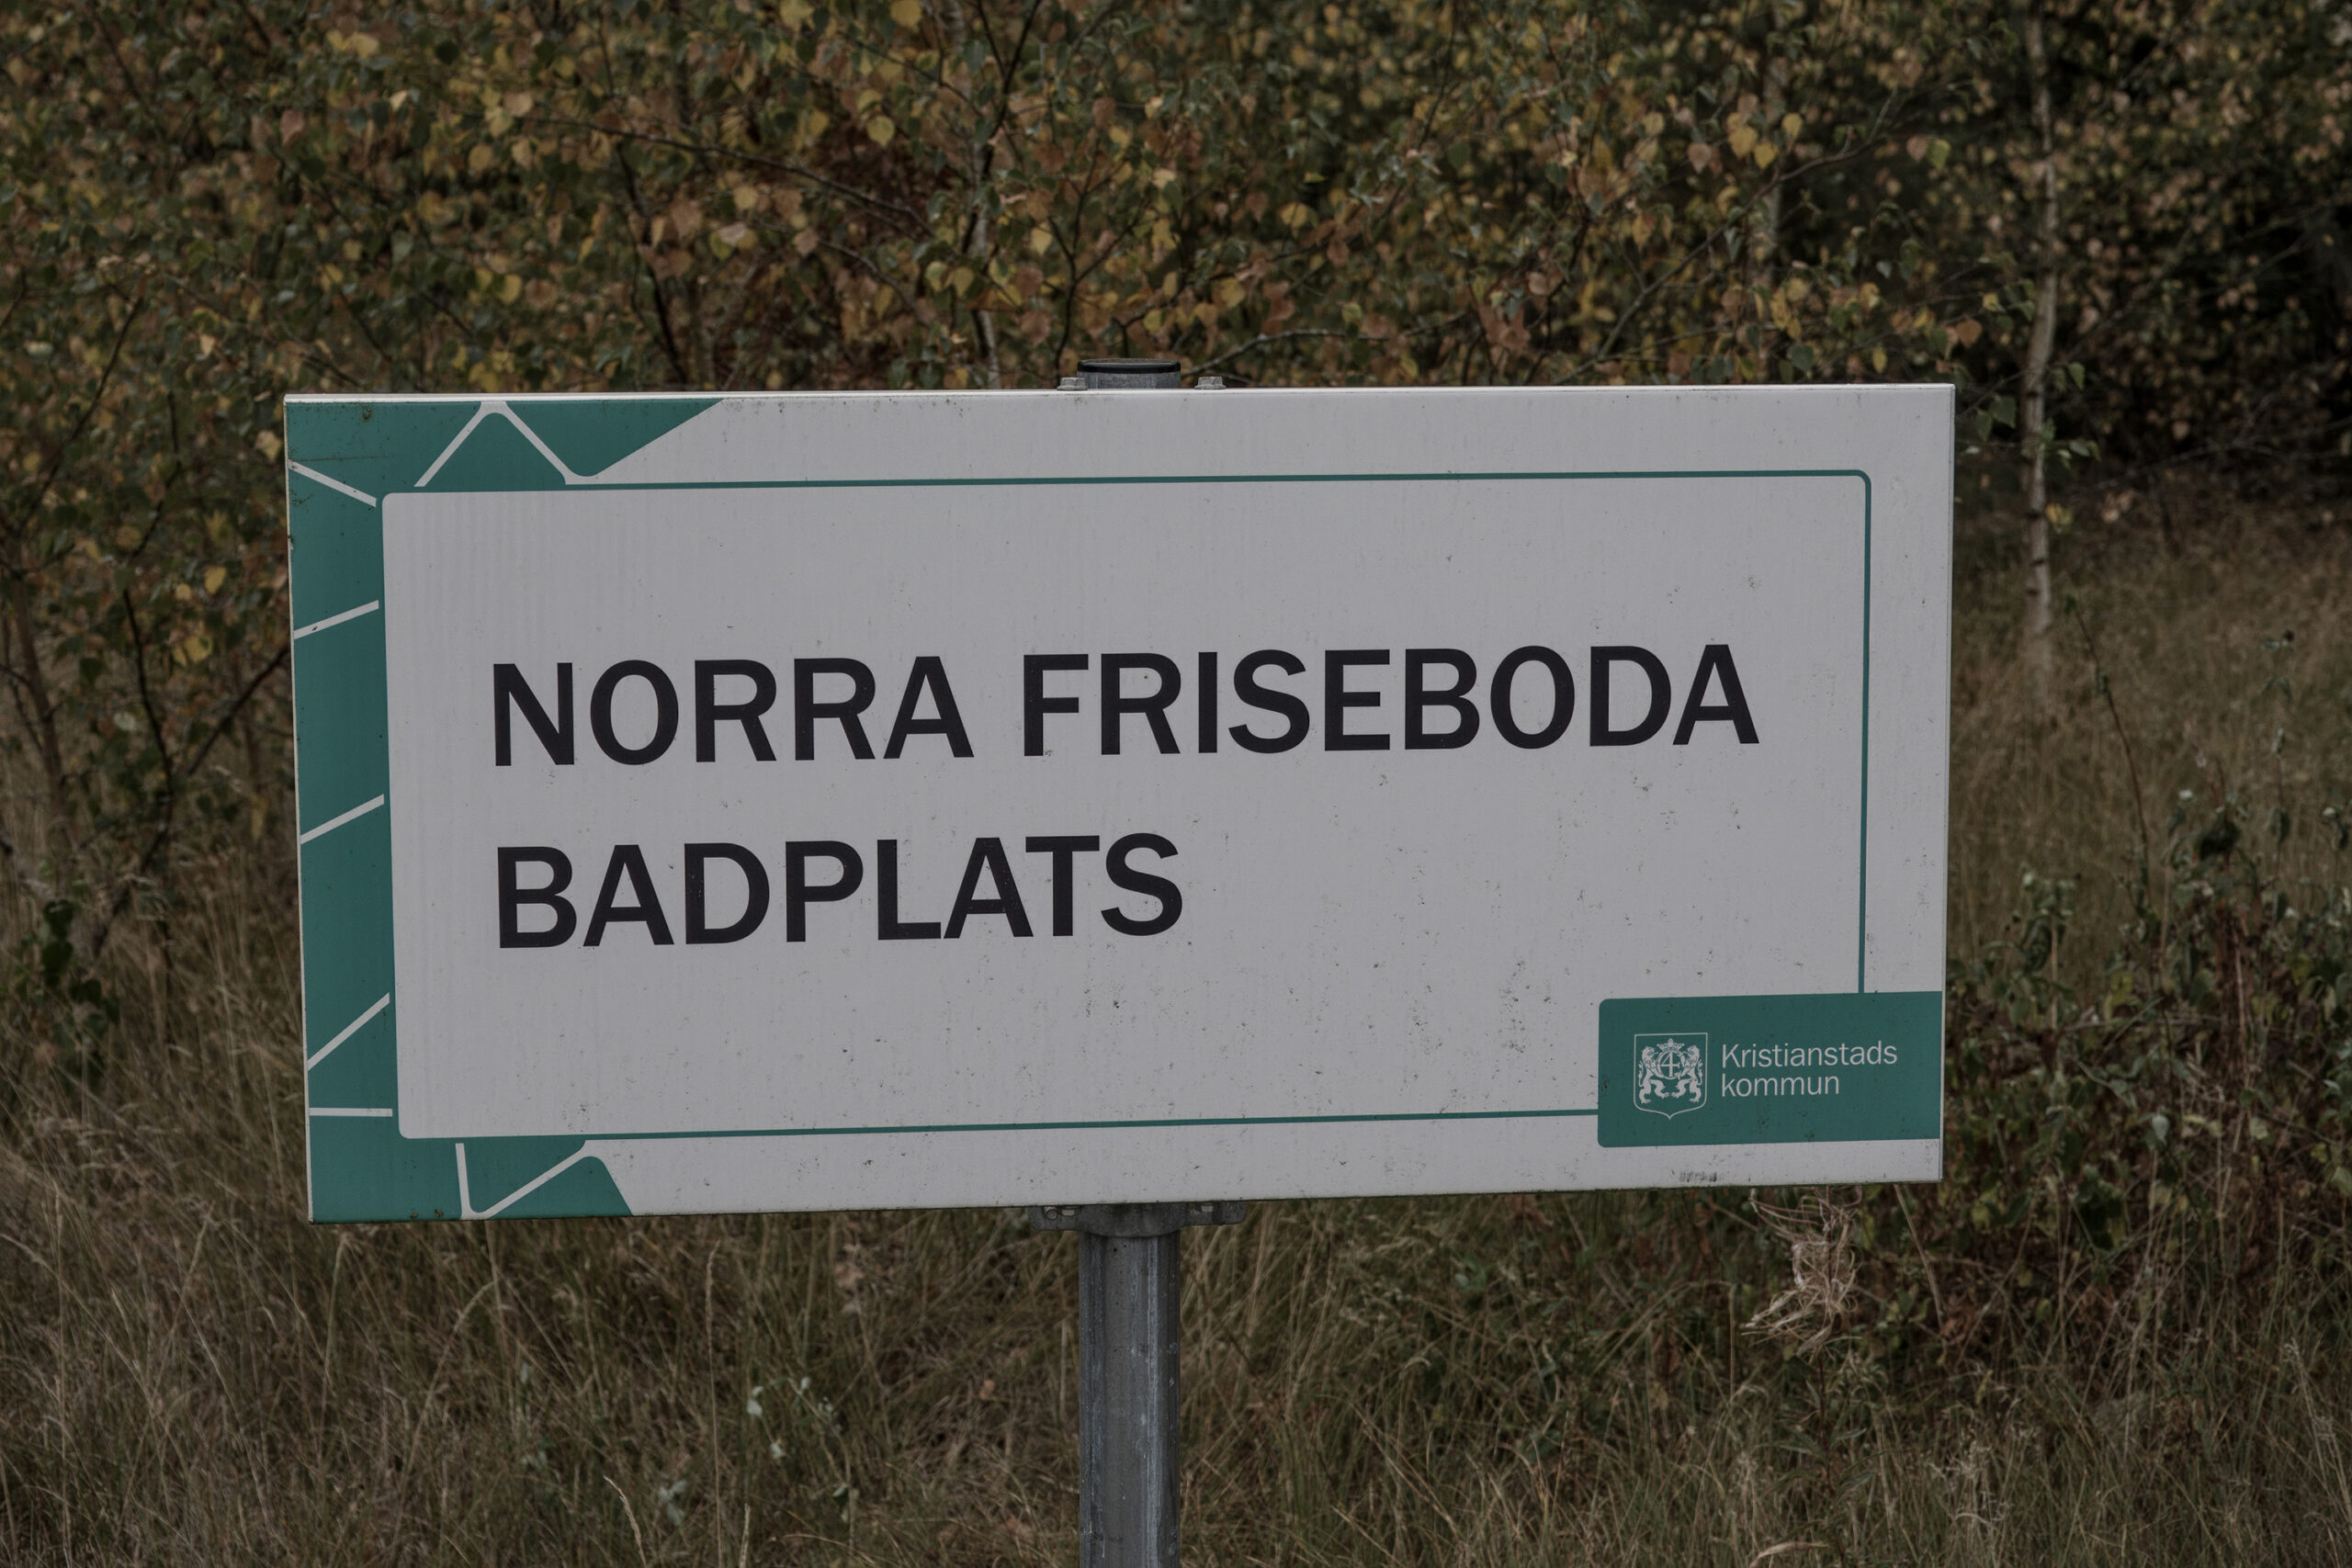 NORRA FRISEBODA
BADPLATS
Kristianstads
kommun